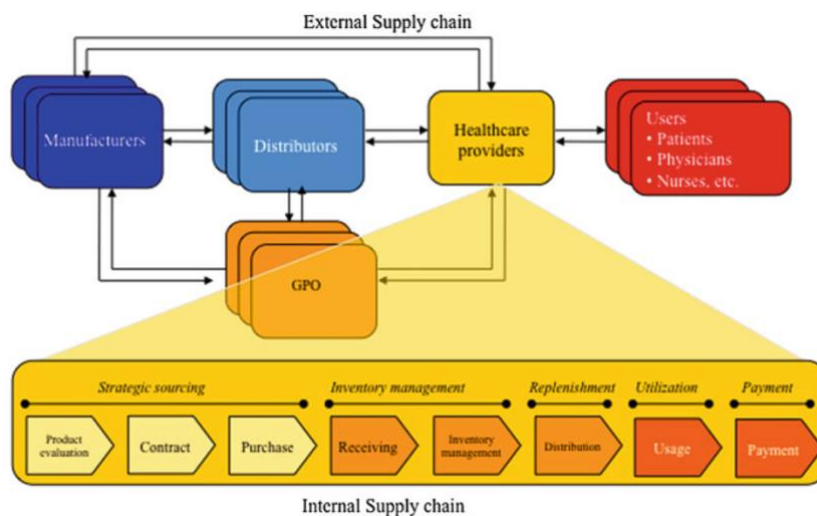 External Supply chain
Manufacturers
Distributors
Healthcare
providers
Users
• Patients
• Physicians
• Nurses, etc.
GPO
Strategic sourcing
Inventory management
Replenishment
Utilization
Payment
Product
evaluation
Contract
Purchase
Receiving
Inventory
management
Distribution
Usage
Payment
Internal Supply chain